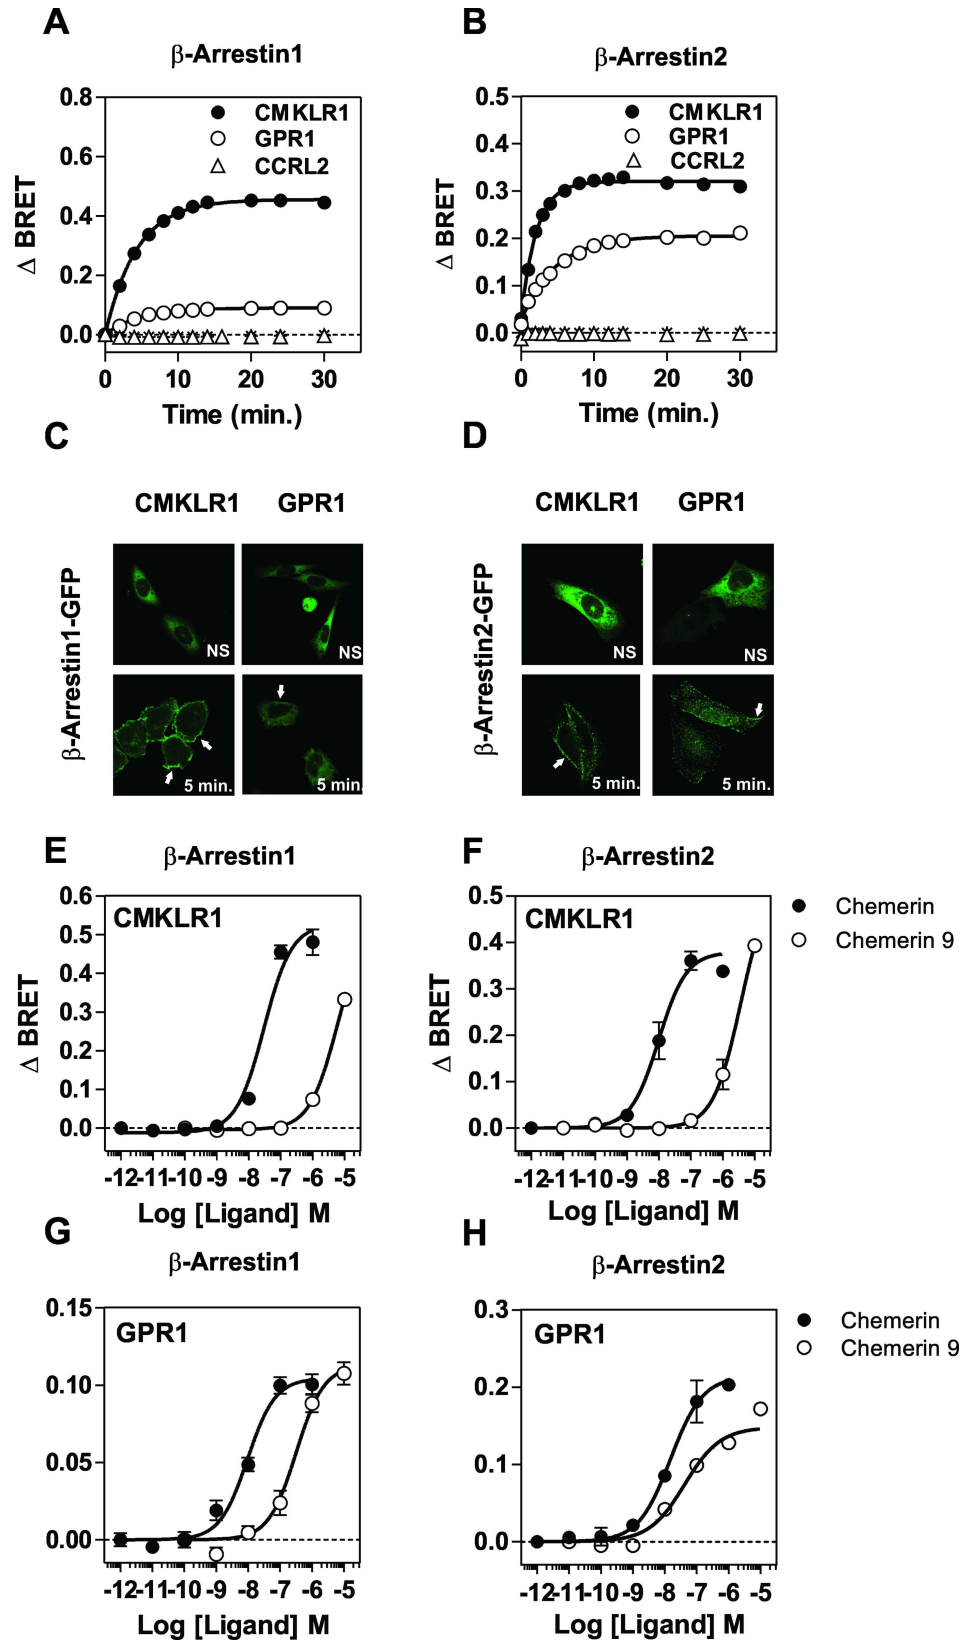 A
B
β-Arrestin1
β-Arrestin2
0.8
0.6
0.4
0.2
0.0
Δ BRET
CMKLR1
GPR1
CCRL2
0 10 20 30
Time (min.)
0.5
0.4
0.3
0.2
0.1
0.0
Δ BRET
CMKLR1
GPR1
CCRL2
0 10 20 30
Time (min.)
C
D
CMKLR1 GPR1
β-Arrestin1-GFP
NS NS
5 min. 5 min.
CMKLR1 GPR1
β-Arrestin2-GFP
NS NS
5 min. 5 min.
E
β-Arrestin1
CMKLR1
0.6
0.5
0.4
0.3
0.2
0.1
0.0
Δ BRET
-12 -11 -10 -9 -8 -7 -6 -5
Log [Ligand] M
F
β-Arrestin2
CMKLR1
0.5
0.4
0.3
0.2
0.1
0.0
Δ BRET
-12 -11 -10 -9 -8 -7 -6 -5
Log [Ligand] M
Chemerin
Chemerin 9
G
β-Arrestin1
GPR1
0.15
0.10
0.05
0.00
-12 -11 -10 -9 -8 -7 -6 -5
Log [Ligand] M
H
β-Arrestin2
GPR1
0.3
0.2
0.1
0.0
-12 -11 -10 -9 -8 -7 -6 -5
Log [Ligand] M
Chemerin
Chemerin 9